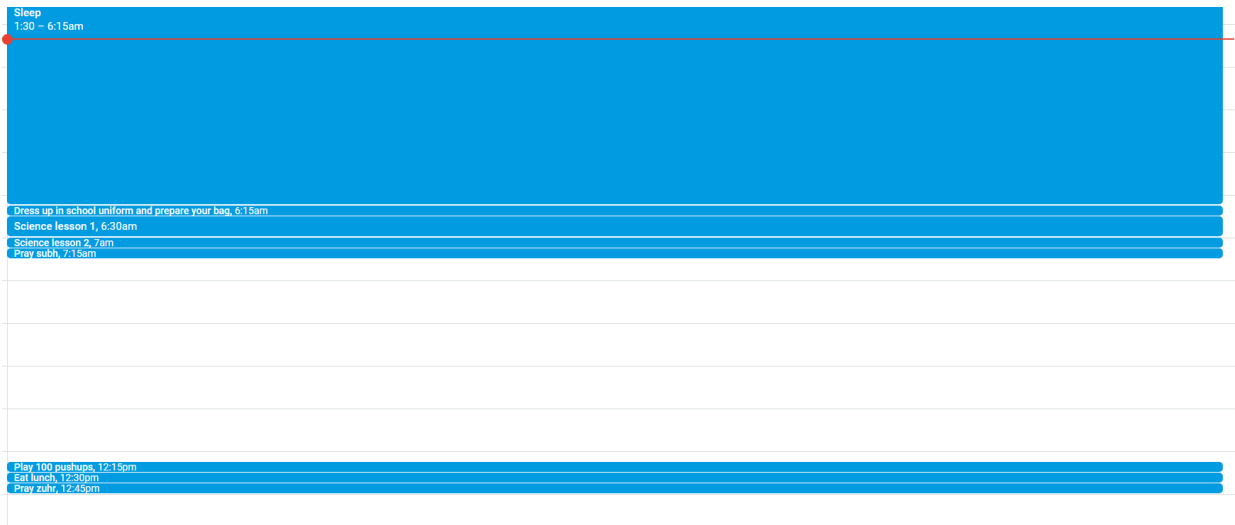 Sleep
1:30 – 6:15am
Dress up in school uniform and prepare your bag, 6:15am
Science lesson 1, 6:30am
Science lesson 2, 7am
Pray subh, 7:15am
Play 100 pushups, 12:15pm
Eat lunch, 12:30pm
Pray zuhr, 12:45pm